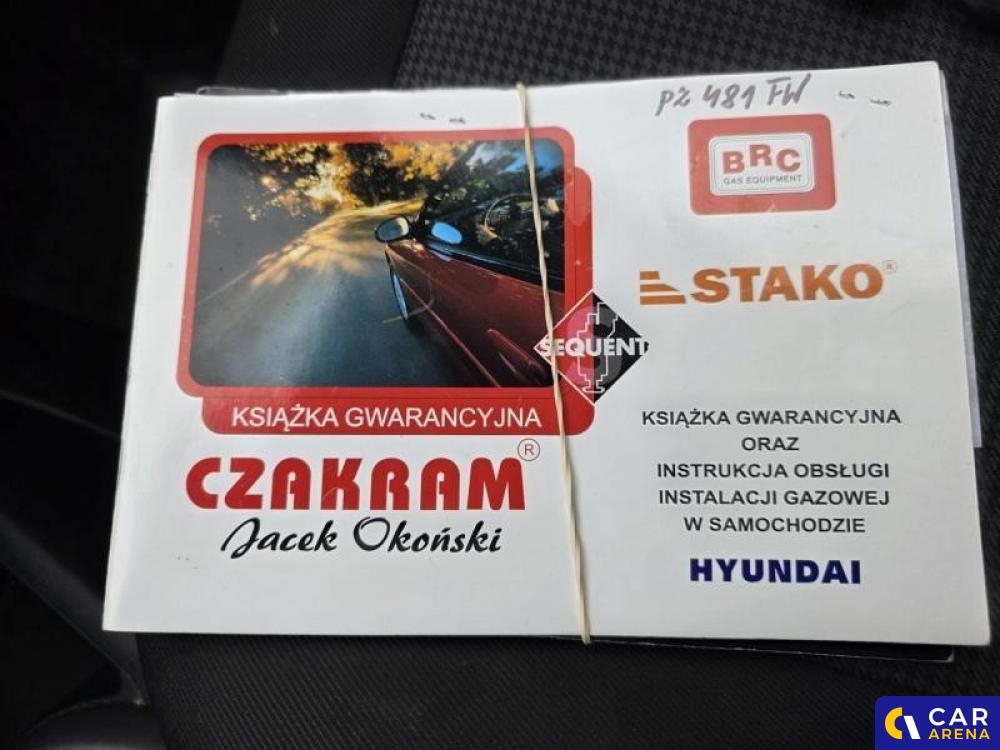 PZ 481 FW
BRC
GAS EQUIPMENT
STAKO®
SEQUENT
KSIĄŻKA GWARANCYJNA
CZAKRAM®
Jacek Okoński
KSIĄŻKA GWARANCYJNA
ORAZ
INSTRUKCJA OBSŁUGI
INSTALACJI GAZOWEJ
W SAMOCHODZIE
HYUNDAI
CAR
ARENA